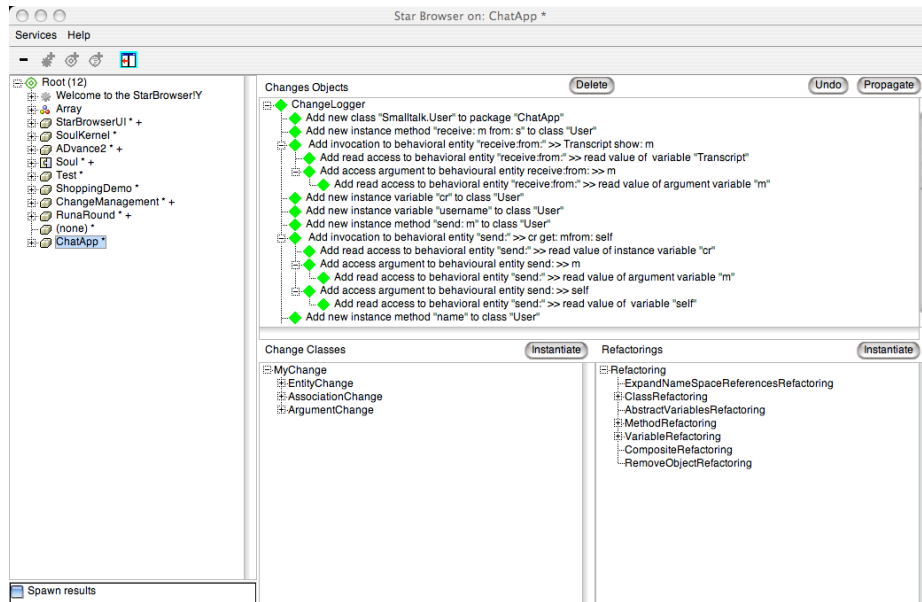 Star Browser on: ChatApp *
Services Help
Root (12)
Welcome to the StarBrowser!Y
Array
StarBrowserUI * +
SoulKernel *
ADvance2 * +
Soul * +
Test *
ShoppingDemo *
ChangeManagement * +
RunaRound * +
(none) *
ChatApp *
Spawn results
Changes Objects
Delete
Undo
Propagate
ChangeLogger
Add new class "Smalltalk.User" to package "ChatApp"
Add new instance method "receive: m from: s" to class "User"
Add invocation to behavioral entity "receive:from:" >> Transcript show: m
Add read access to behavioral entity "receive:from:" >> read value of variable "Transcript"
Add access argument to behavioural entity receive:from: >> m
Add read access to behavioral entity "receive:from:" >> read value of argument variable "m"
Add new instance variable "cr" to class "User"
Add new instance variable "username" to class "User"
Add new instance method "send: m" to class "User"
Add invocation to behavioral entity "send:" >> cr get: mfrom: self
Add read access to behavioral entity "send:" >> read value of instance variable "cr"
Add access argument to behavioural entity send: >> m
Add read access to behavioral entity "send:" >> read value of argument variable "m"
Add access argument to behavioural entity send: >> self
Add read access to behavioral entity "send:" >> read value of variable "self"
Add new instance method "name" to class "User"
Change Classes
Instantiate
MyChange
EntityChange
AssociationChange
ArgumentChange
Refactorings
Instantiate
Refactoring
ExpandNameSpaceReferencesRefactoring
ClassRefactoring
AbstractVariablesRefactoring
MethodRefactoring
VariableRefactoring
CompositeRefactoring
RemoveObjectRefactoring